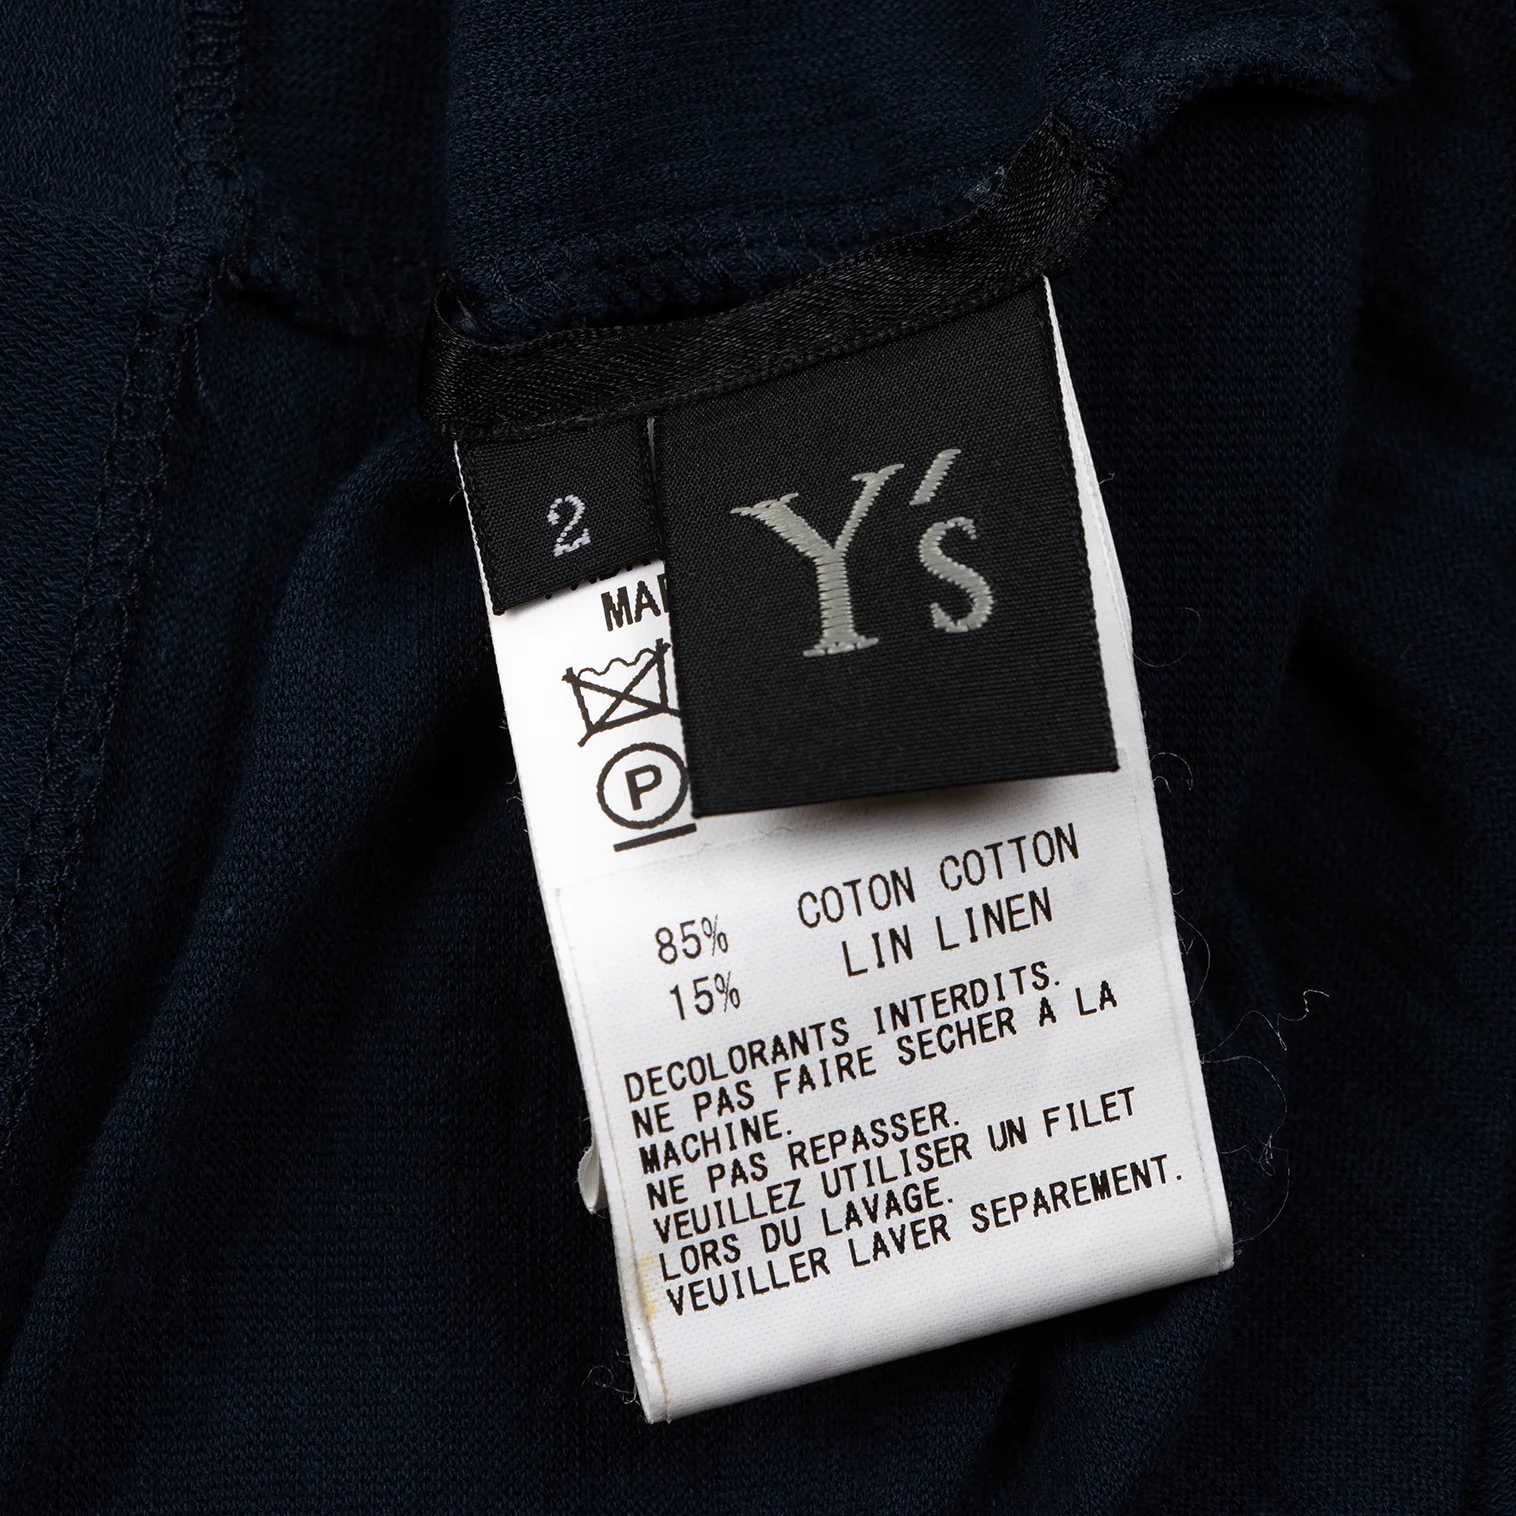 2
Y's
P
85% COTON COTTON
15% LIN LINEN
DECOLORANTS INTERDITS.
NE PAS FAIRE SECHER A LA
MACHINE.
NE PAS REPASSER.
VEUILLEZ UTILISER UN FILET
LORS DU LAVAGE.
VEUILLER LAVER SEPAREMENT.